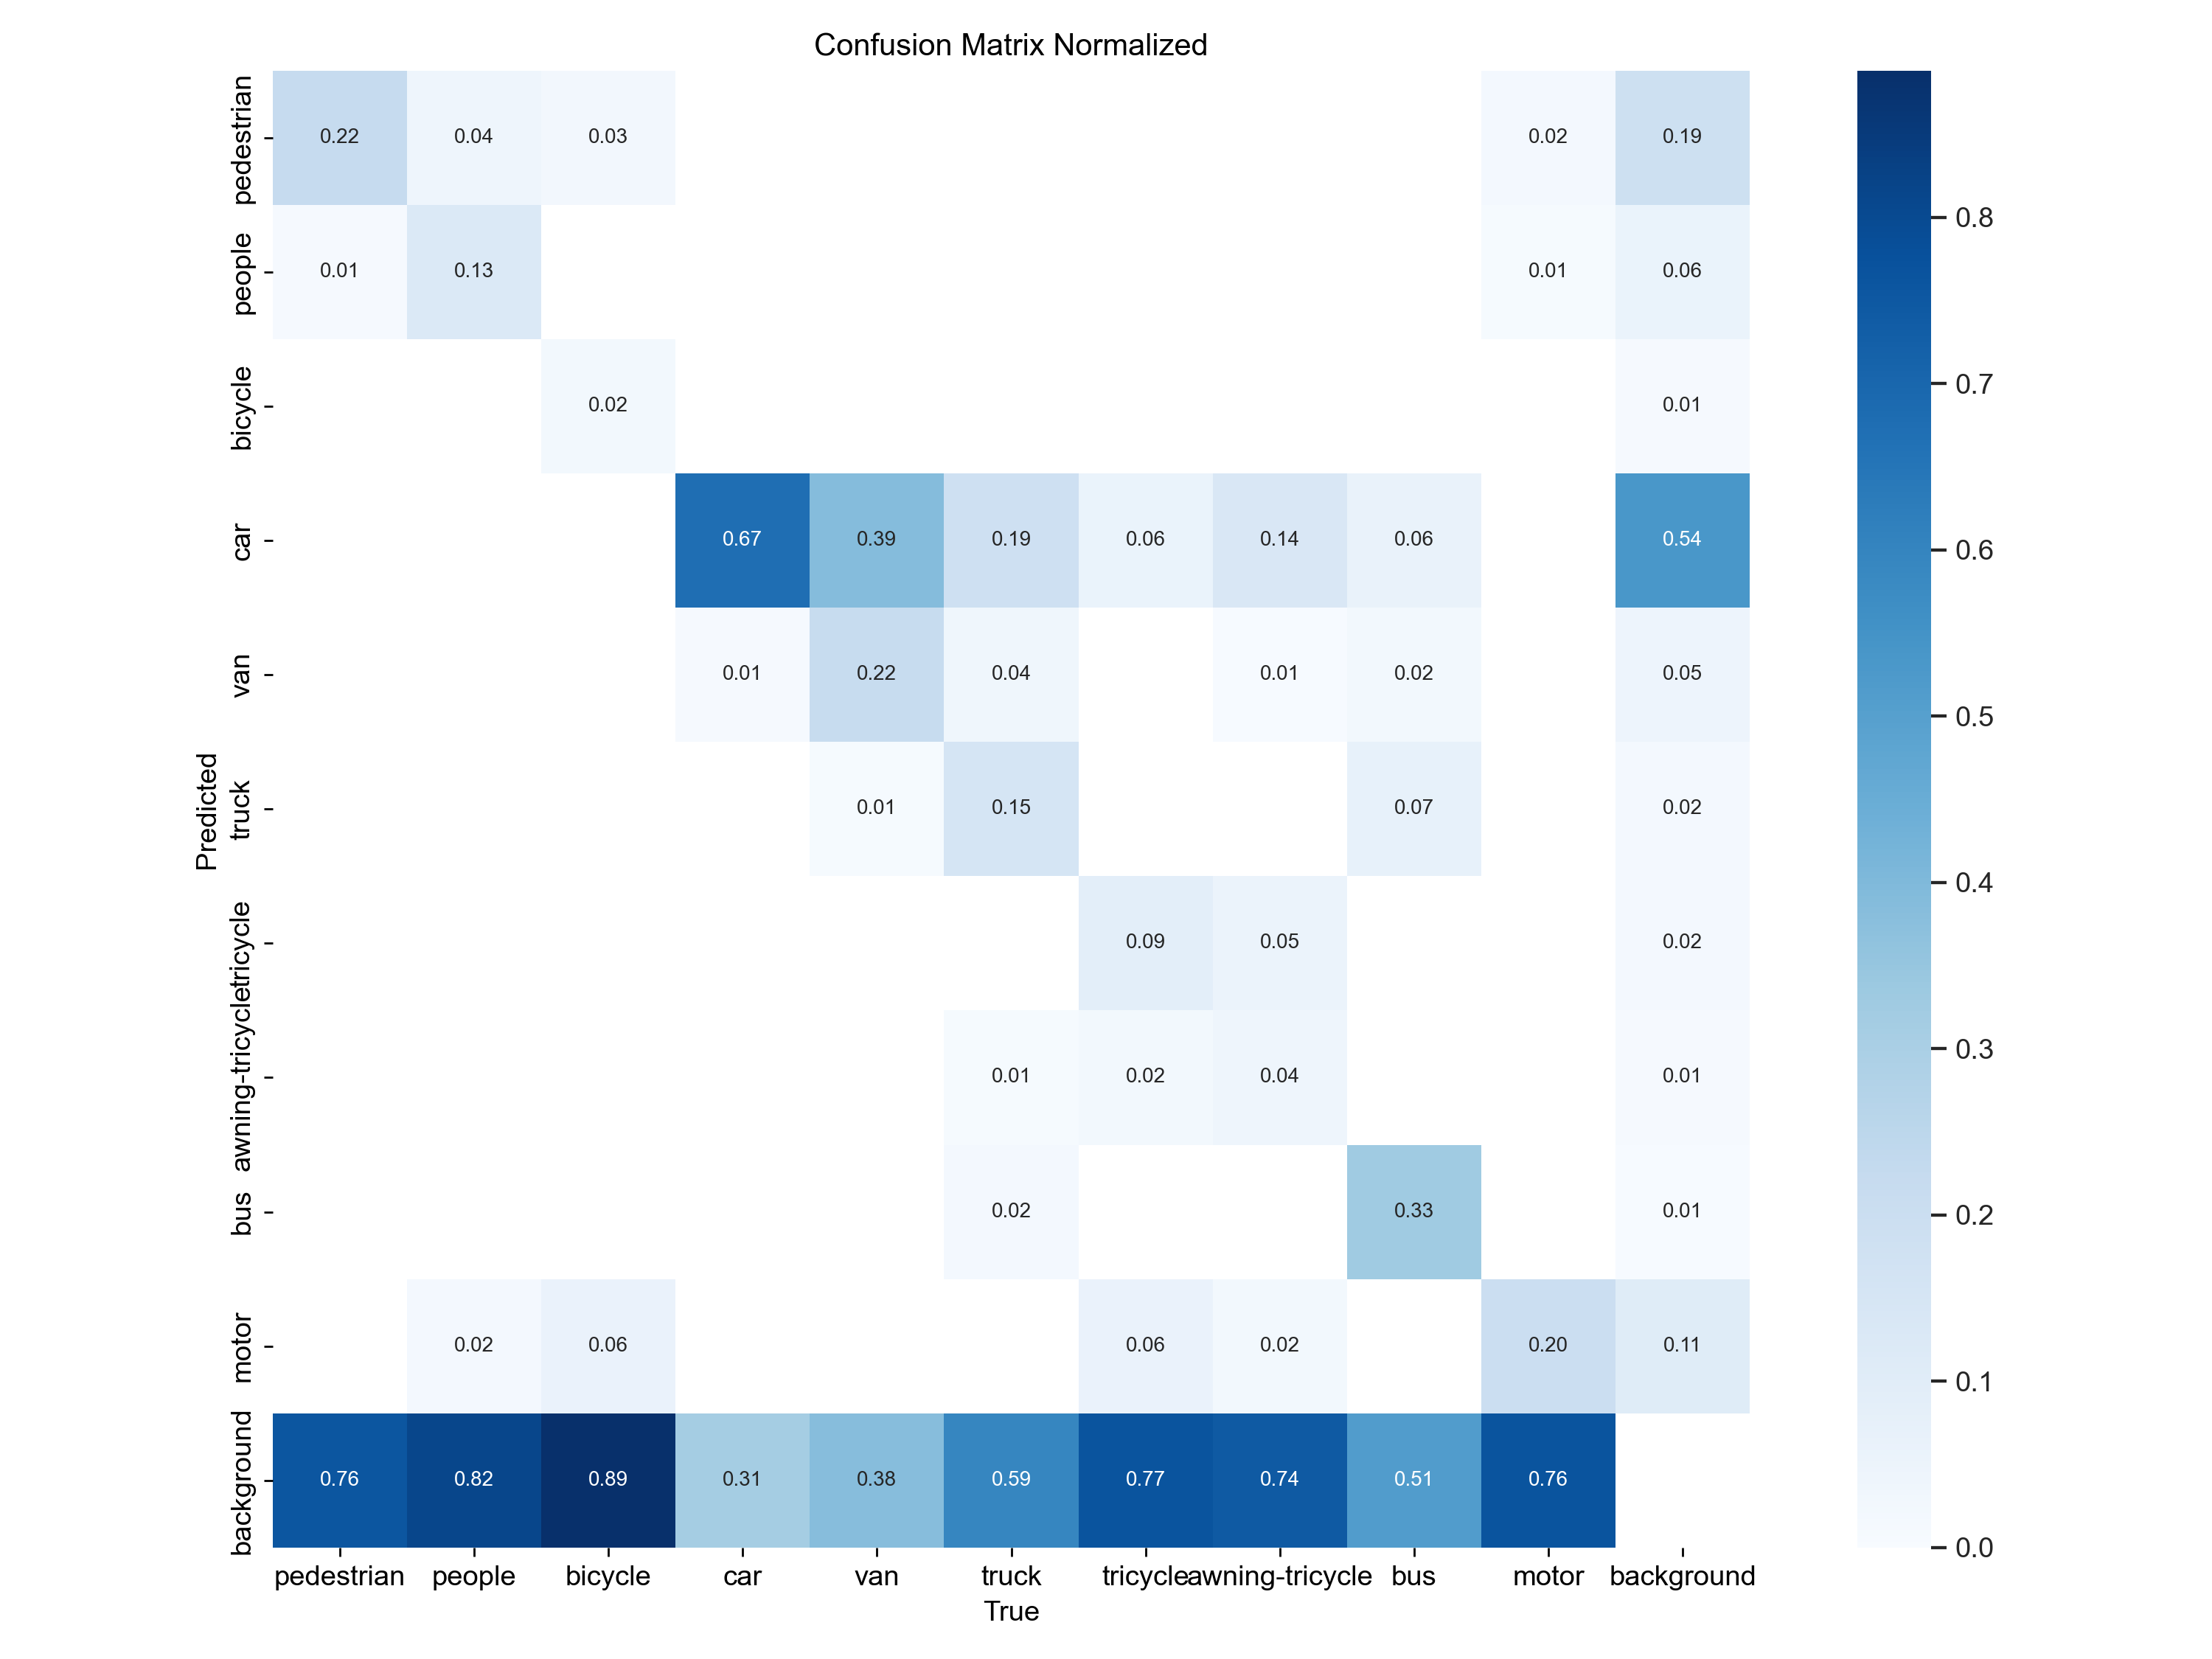 Confusion Matrix Normalized
pedestrian 0.22 0.04 0.03 0.02 0.19
people 0.01 0.13 0.01 0.06
bicycle 0.02 0.01
car 0.67 0.39 0.19 0.06 0.14 0.06 0.54
van 0.01 0.22 0.04 0.01 0.02 0.05
truck 0.01 0.15 0.07 0.02
tricycle 0.09 0.05 0.02
awning-tricycle 0.01 0.02 0.04 0.01
bus 0.02 0.33 0.01
motor 0.02 0.06 0.06 0.02 0.20 0.11
background 0.76 0.82 0.89 0.31 0.38 0.59 0.77 0.74 0.51 0.76
Predicted
pedestrian people bicycle car van truck tricycle awning-tricycle bus motor background
True
0.8
0.7
0.6
0.5
0.4
0.3
0.2
0.1
0.0